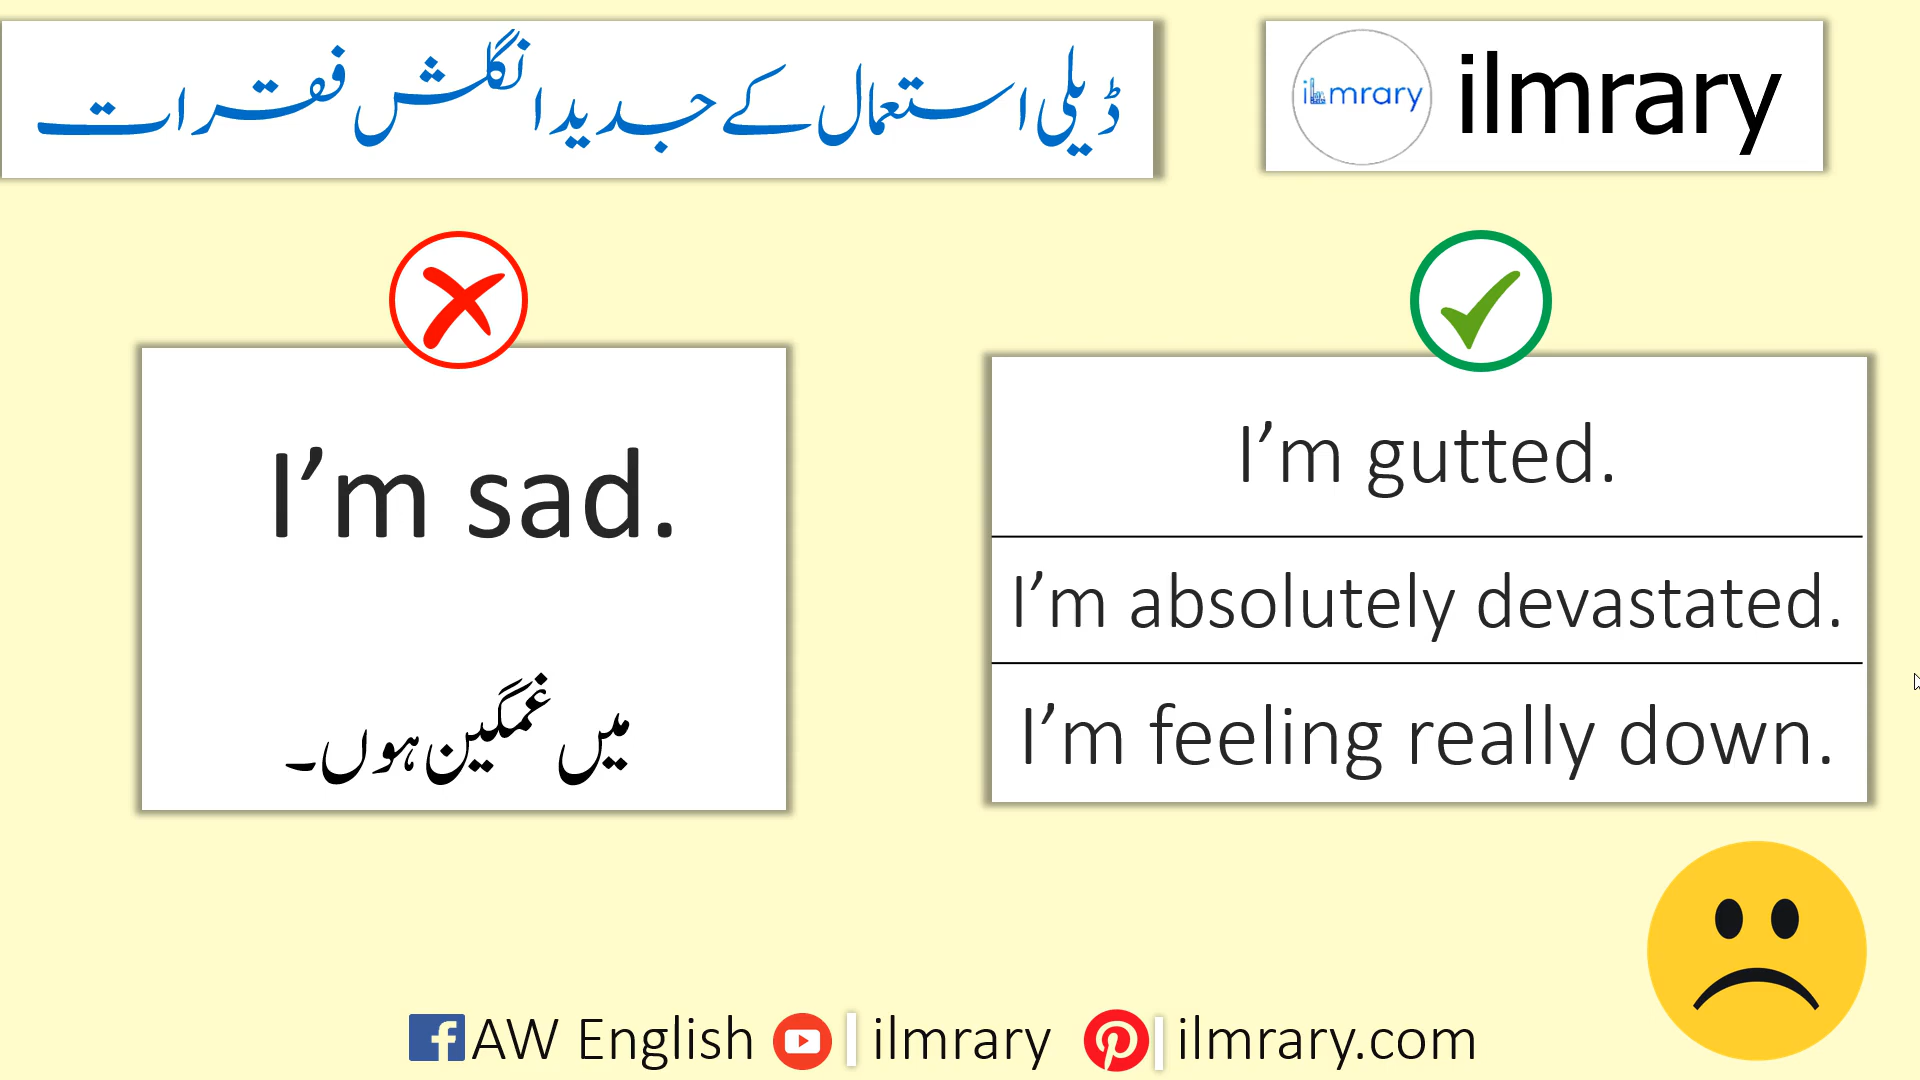 ڈیلی استعمال کے جدید انگلش فقرات
ilmrary
ilmrary
I’m sad.
میں غمگین ہوں۔
I’m gutted.
I’m absolutely devastated.
I’m feeling really down.
AW English | ilmrary | ilmrary.com